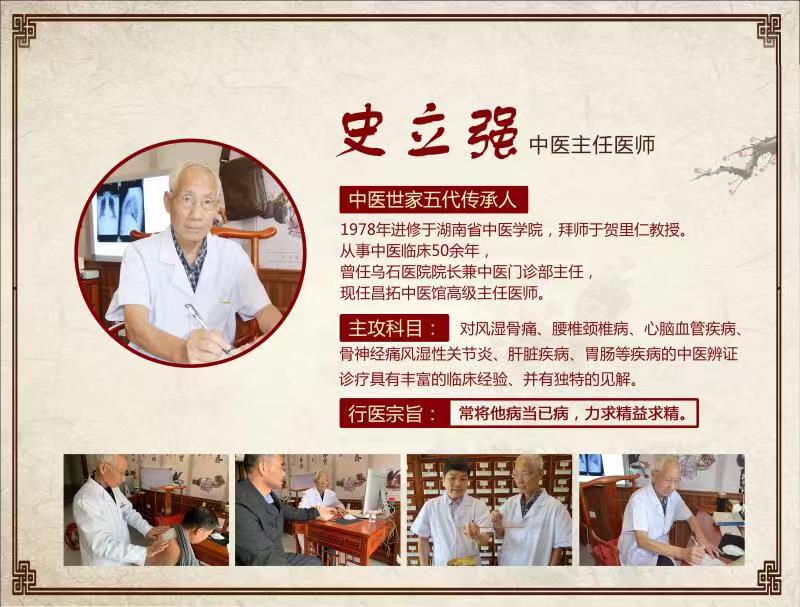 史立强 中医主任医师
中医世家五代传承人
1978年进修于湖南省中医学院，拜师于贺里仁教授。
从事中医临床50余年，
曾任乌石医院院长兼中医门诊部主任，
现任昌拓中医馆高级主任医师。
主攻科目： 对风湿骨痛、腰椎颈椎病、心脑血管疾病、
骨神经痛风湿性关节炎、肝脏疾病、胃肠等疾病的中医辨证
诊疗具有丰富的临床经验、并有独特的见解。
行医宗旨： 常将他病当已病，力求精益求精。